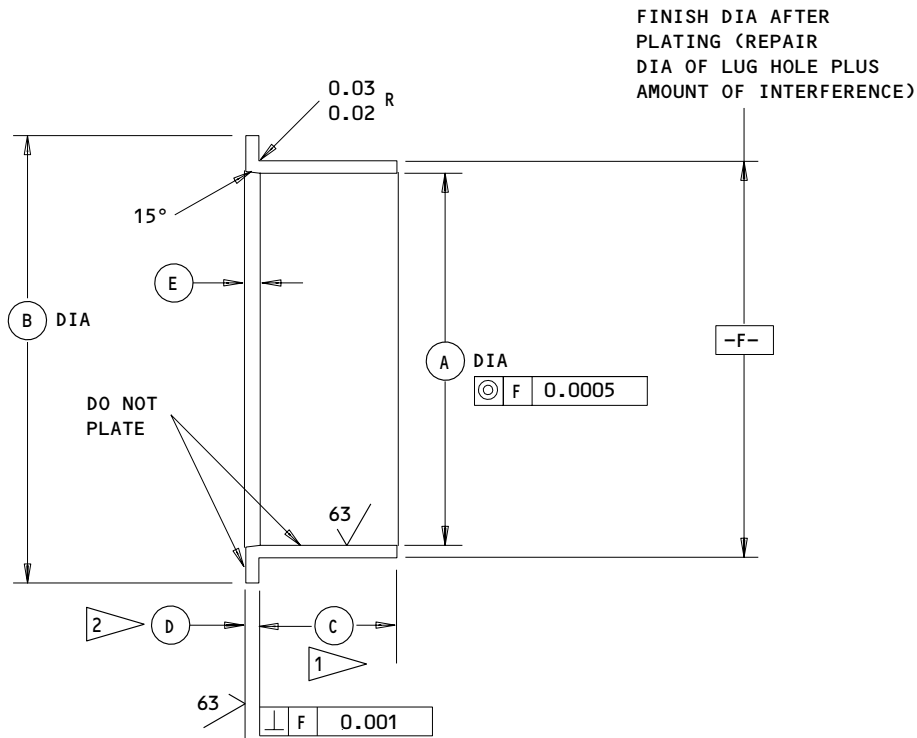 FINISH DIA AFTER
PLATING (REPAIR
DIA OF LUG HOLE PLUS
AMOUNT OF INTERFERENCE)
0.03
0.02 R
15°
E
B DIA
-F-
A DIA
◎ F 0.0005
DO NOT
PLATE
63
2 D
C
1
63
⊥ F 0.001